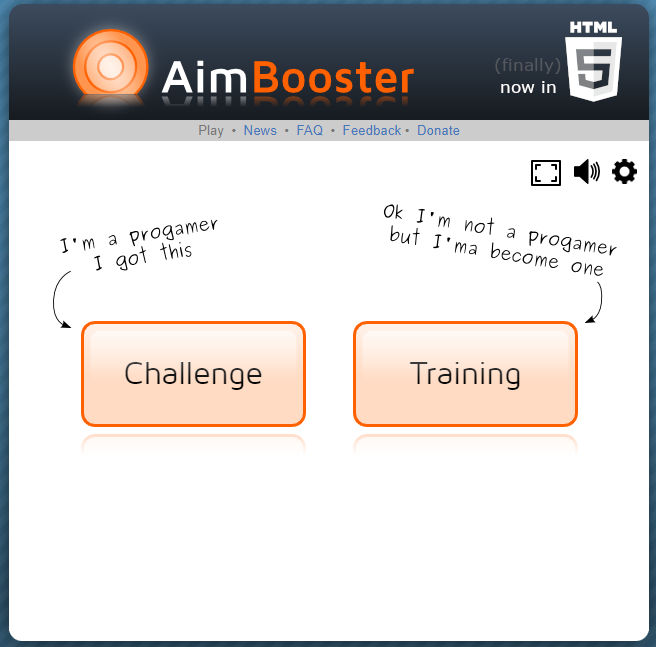 AimBooster
HTML
(finally)
now in
5
Play • News • FAQ • Feedback • Donate
I'm a Progamer
I got this
Ok I'm not a Progamer
but I'ma become one
Challenge
Training